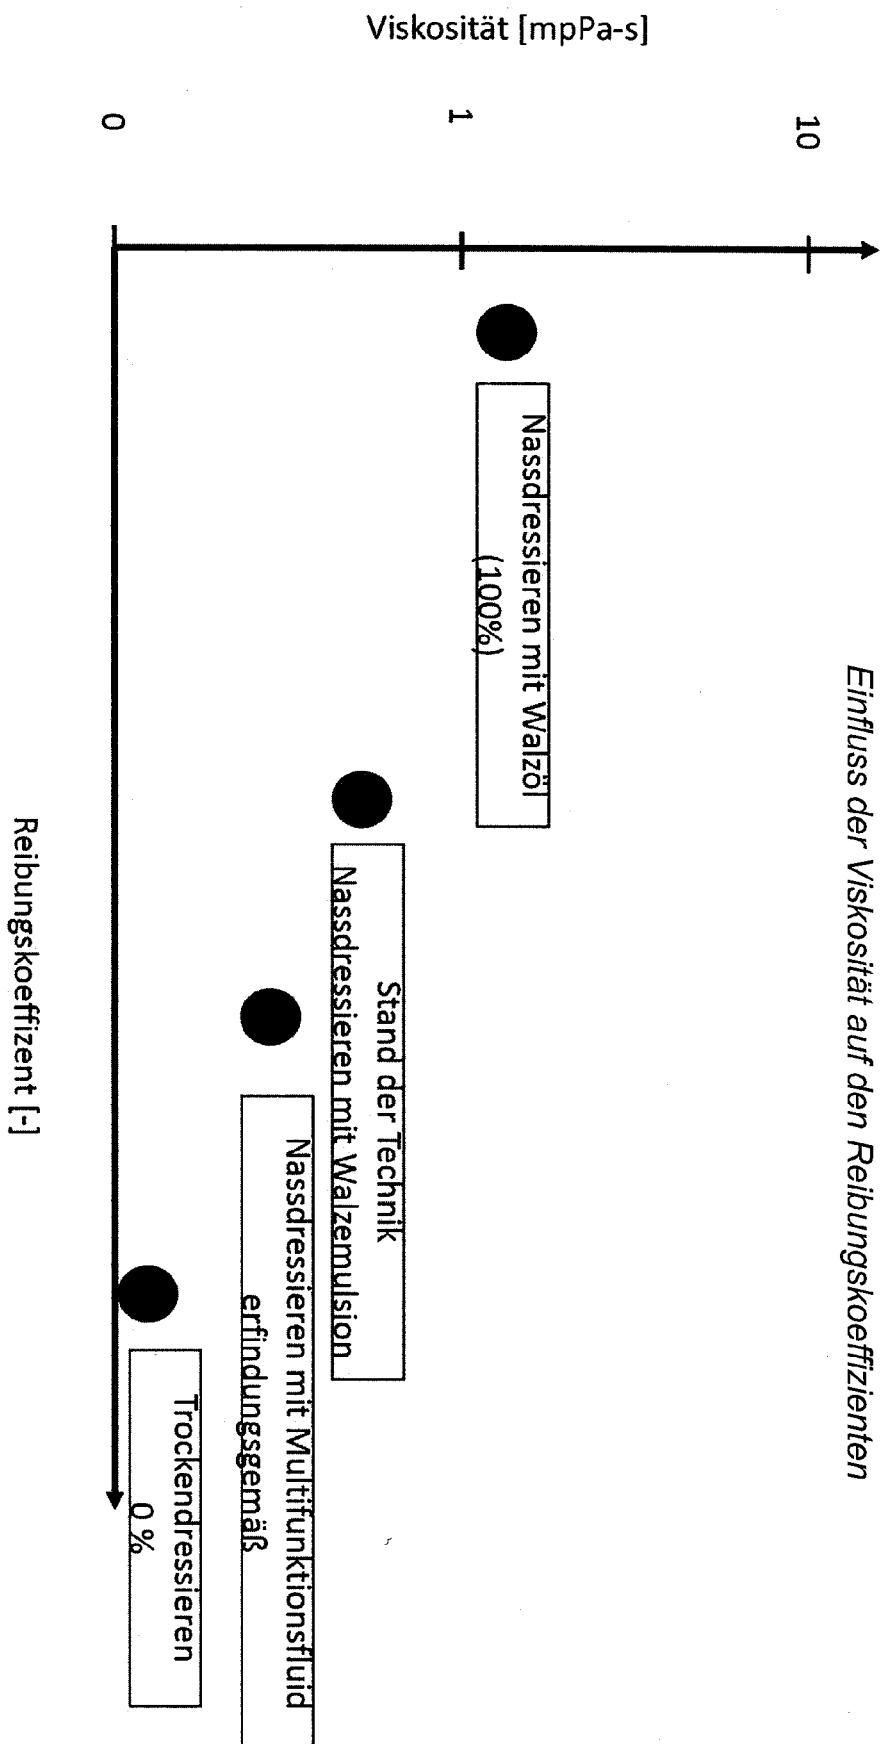 Einfluss der Viskosität auf den Reibungskoeffizienten
Viskosität [mpPa-s]
10
1
0
Nassdressieren mit Walzöl
(100%)
Stand der Technik
Nassdressieren mit Walzemulsion
Nassdressieren mit Multifunktionsfluid
erfindungsgemäß
Trockendressieren
0 %
Reibungskoeffizent [-]